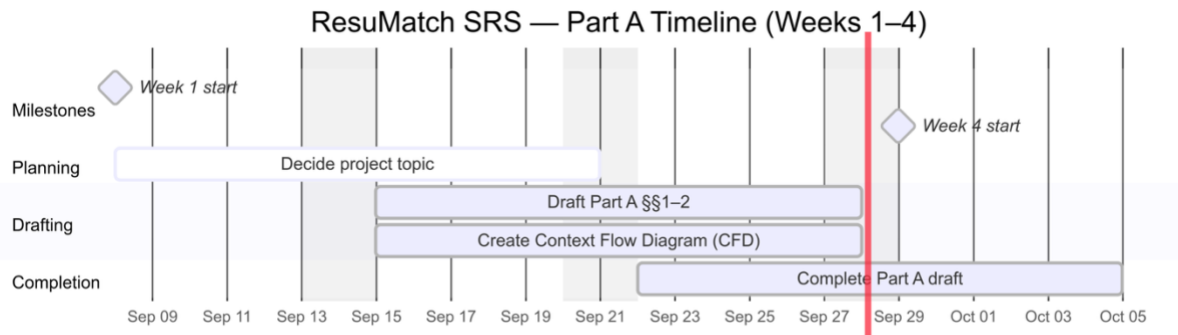 ResuMatch SRS — Part A Timeline (Weeks 1–4)
Week 1 start
Milestones
Week 4 start
Planning
Decide project topic
Drafting
Draft Part A §§1–2
Create Context Flow Diagram (CFD)
Completion
Complete Part A draft
Sep 09 Sep 11 Sep 13 Sep 15 Sep 17 Sep 19 Sep 21 Sep 23 Sep 25 Sep 27 Sep 29 Oct 01 Oct 03 Oct 05